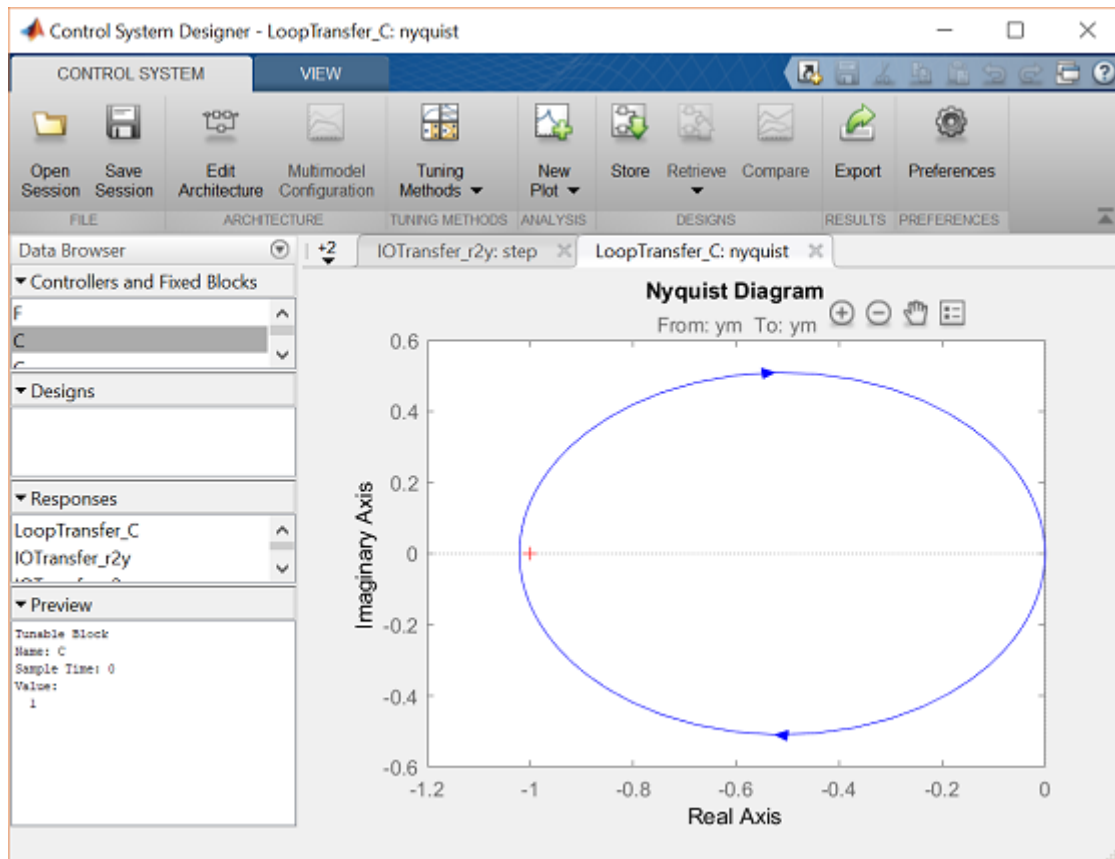 Control System Designer - LoopTransfer_C: nyquist
CONTROL SYSTEM VIEW
Open Session
Save Session
Edit Architecture
Multimodel Configuration
Tuning Methods
New Plot
Store
Retrieve
Compare
Export
Preferences
FILE ARCHITECTURE TUNING METHODS ANALYSIS DESIGNS RESULTS PREFERENCES
Data Browser
Controllers and Fixed Blocks
F
C
Designs
Responses
LoopTransfer_C
IOTransfer_r2y
Preview
Tunable Block
Name: C
Sample Time: 0
Value:
1
+2 IOTransfer_r2y: step LoopTransfer_C: nyquist
Nyquist Diagram
From: ym To: ym
Imaginary Axis
0.6
0.4
0.2
0
-0.2
-0.4
-0.6
-1.2 -1 -0.8 -0.6 -0.4 -0.2 0
Real Axis